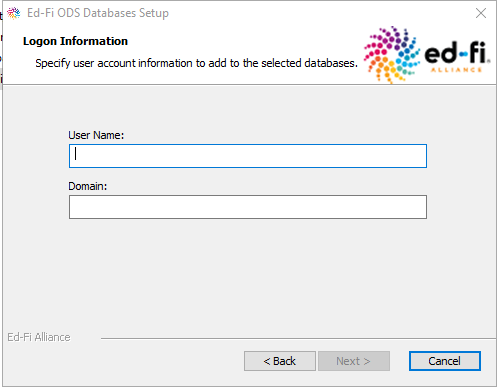 Ed-Fi ODS Databases Setup
Logon Information
Specify user account information to add to the selected databases.
ed-fi.
ALLIANCE
User Name:
Domain:
Ed-Fi Alliance
< Back
Next >
Cancel